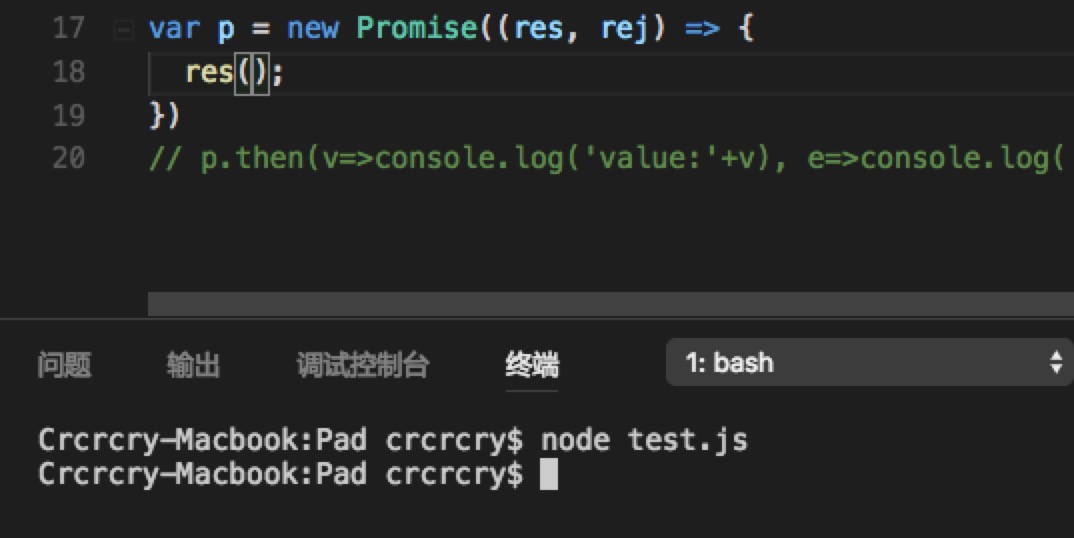 17 var p = new Promise((res, rej) => {
18 res();
19 })
20 // p.then(v=>console.log('value:'+v), e=>console.log(
问题 输出 调试控制台 终端 1: bash
Crcrcry-Macbook:Pad crcrcry$ node test.js
Crcrcry-Macbook:Pad crcrcry$